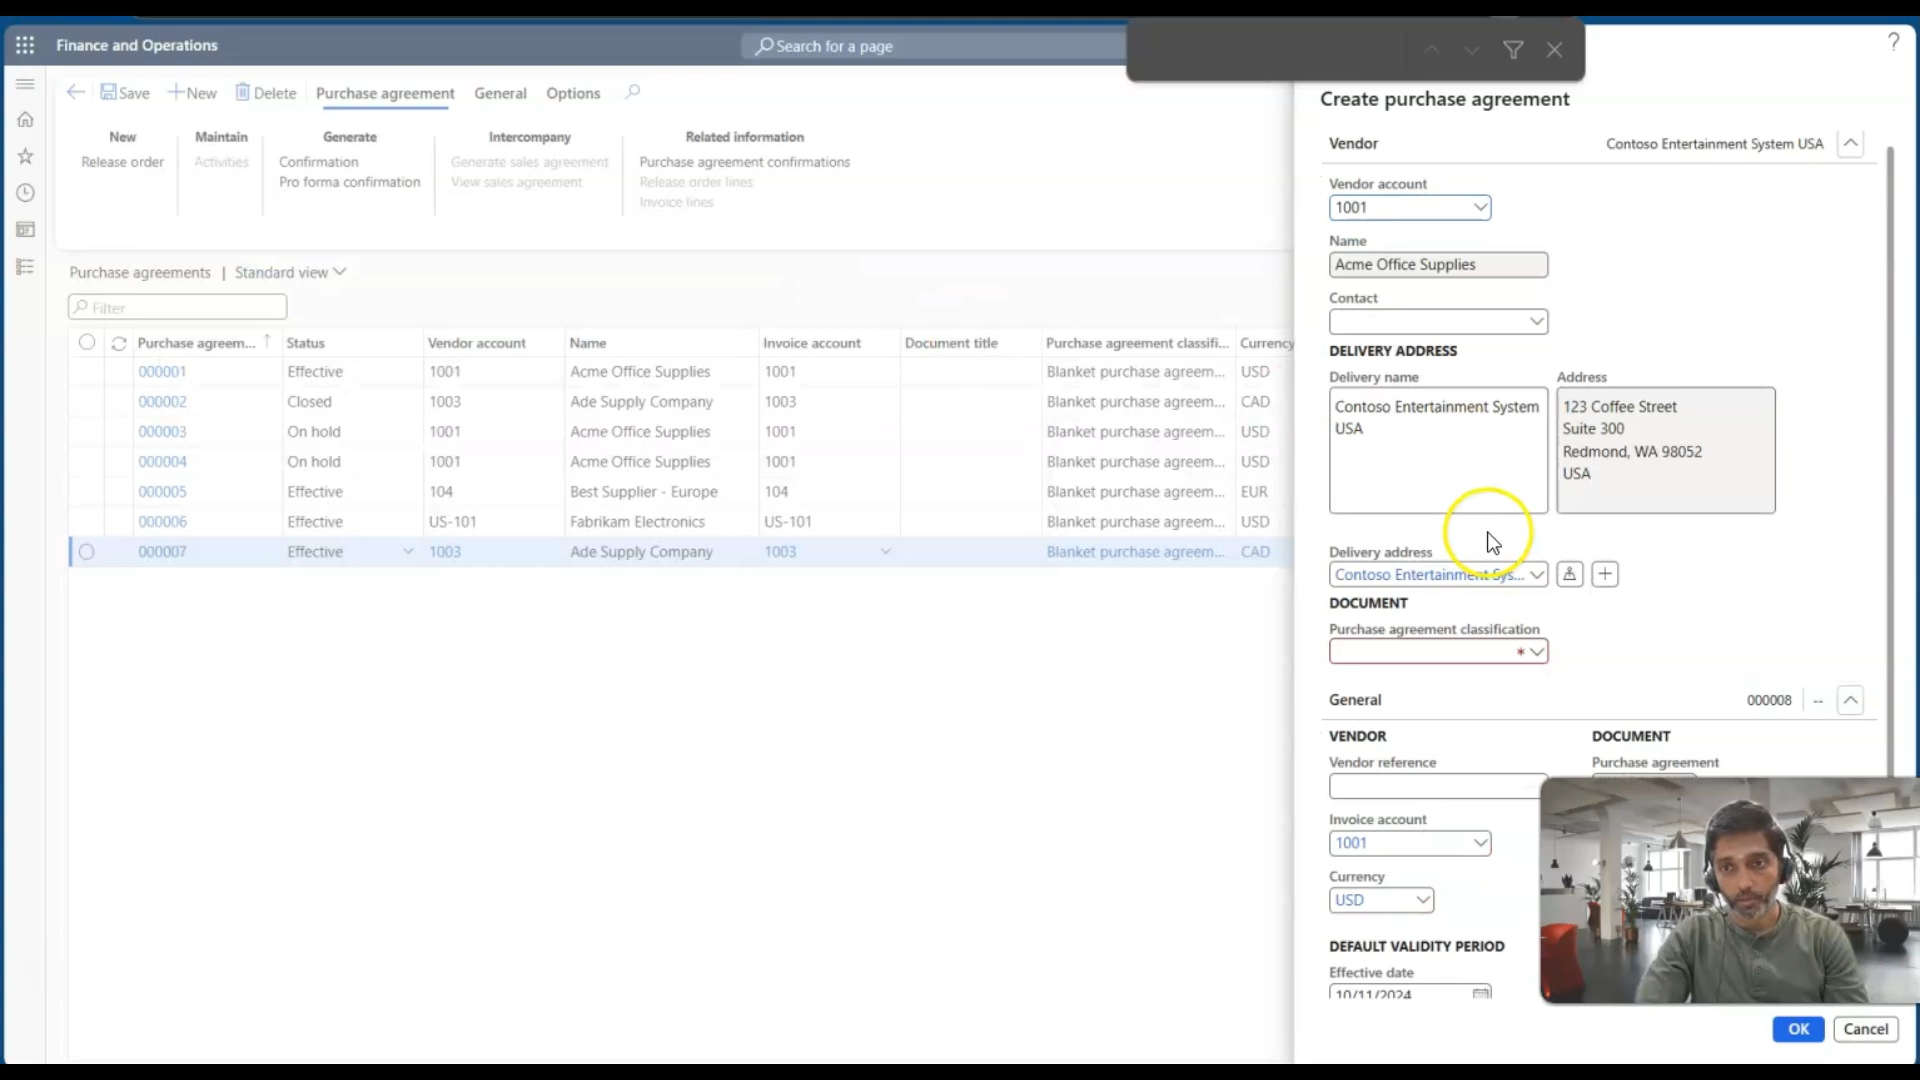 Finance and Operations
Search for a page
?
Save
New
Delete
Purchase agreement
General
Options
New
Release order
Maintain
Activities
Generate
Confirmation
Pro forma confirmation
Intercompany
Generate sales agreement
View sales agreement
Related information
Purchase agreement confirmations
Release order lines
Invoice lines
Purchase agreements | Standard view
Filter
Purchase agreem... Status Vendor account Name Invoice account Document title Purchase agreement classifi... Currency
000001 Effective 1001 Acme Office Supplies 1001 Blanket purchase agreem... USD
000002 Closed 1003 Ade Supply Company 1003 Blanket purchase agreem... CAD
000003 On hold 1001 Acme Office Supplies 1001 Blanket purchase agreem... USD
000004 On hold 1001 Acme Office Supplies 1001 Blanket purchase agreem... USD
000005 Effective 104 Best Supplier - Europe 104 Blanket purchase agreem... EUR
000006 Effective US-101 Fabrikam Electronics US-101 Blanket purchase agreem... USD
000007 Effective 1003 Ade Supply Company 1003 Blanket purchase agreem... CAD
Create purchase agreement
Vendor Contoso Entertainment System USA
Vendor account
1001
Name
Acme Office Supplies
Contact
DELIVERY ADDRESS
Delivery name
Contoso Entertainment System
USA
Address
123 Coffee Street
Suite 300
Redmond, WA 98052
USA
Delivery address
Contoso Entertainment Sys...
DOCUMENT
Purchase agreement classification
*
General 000008 --
VENDOR
Vendor reference
DOCUMENT
Purchase agreement
Invoice account
1001
Currency
USD
DEFAULT VALIDITY PERIOD
Effective date
10/11/2024
OK
Cancel